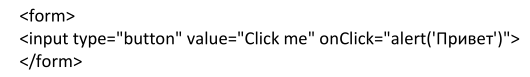 <form>
<input type="button" value="Click me" onClick="alert('Привет')">
</form>